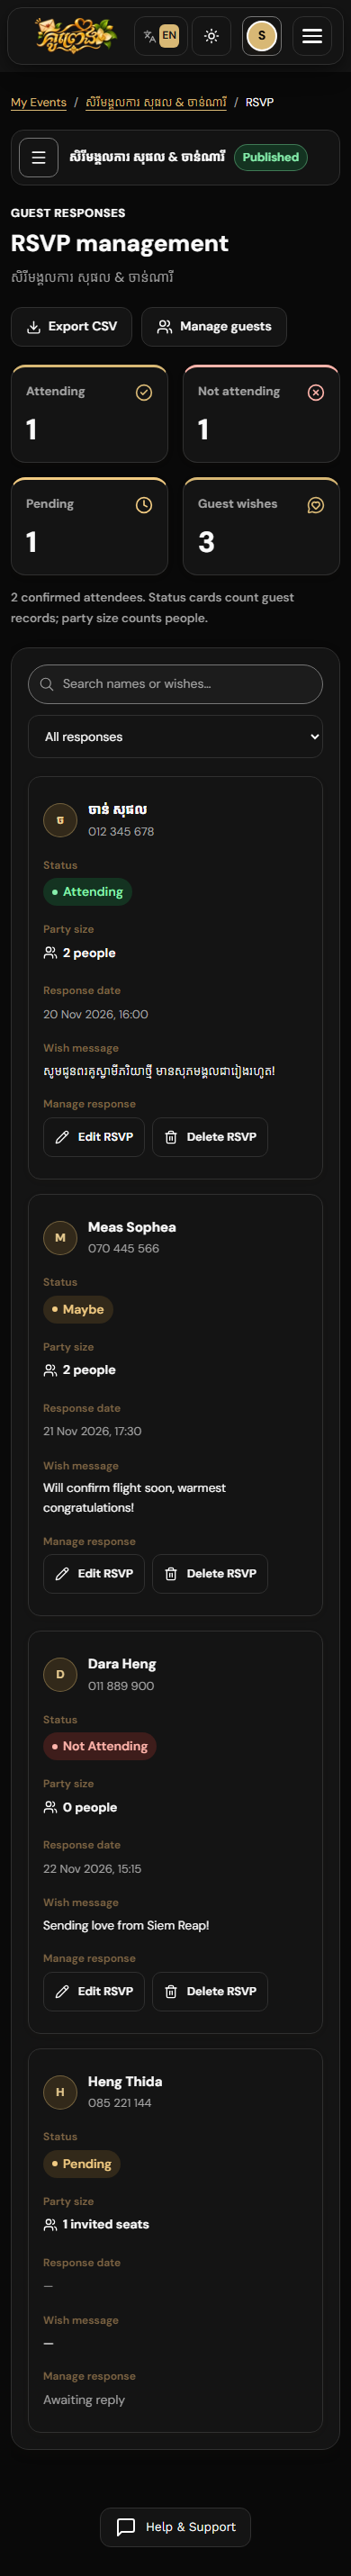 គូព្រេង
EN
S
My Events / សិរីមង្គលការ សុផល & ចាន់ណារី / RSVP
សិរីមង្គលការ សុផល & ចាន់ណារី Published
GUEST RESPONSES
RSVP management
សិរីមង្គលការ សុផល & ចាន់ណារី
Export CSV
Manage guests
Attending
1
Not attending
1
Pending
1
Guest wishes
3
2 confirmed attendees. Status cards count guest
records; party size counts people.
Search names or wishes...
All responses
ច
ចាន់ សុផល
012 345 678
Status
Attending
Party size
2 people
Response date
20 Nov 2026, 16:00
Wish message
សូមជូនពរគូស្វាមីភរិយាថ្មី មានសុភមង្គលជារៀងរហូត!
Manage response
Edit RSVP
Delete RSVP
M
Meas Sophea
070 445 566
Status
Maybe
Party size
2 people
Response date
21 Nov 2026, 17:30
Wish message
Will confirm flight soon, warmest
congratulations!
Manage response
Edit RSVP
Delete RSVP
D
Dara Heng
011 889 900
Status
Not Attending
Party size
0 people
Response date
22 Nov 2026, 15:15
Wish message
Sending love from Siem Reap!
Manage response
Edit RSVP
Delete RSVP
H
Heng Thida
085 221 144
Status
Pending
Party size
1 invited seats
Response date
—
Wish message
—
Manage response
Awaiting reply
Help & Support